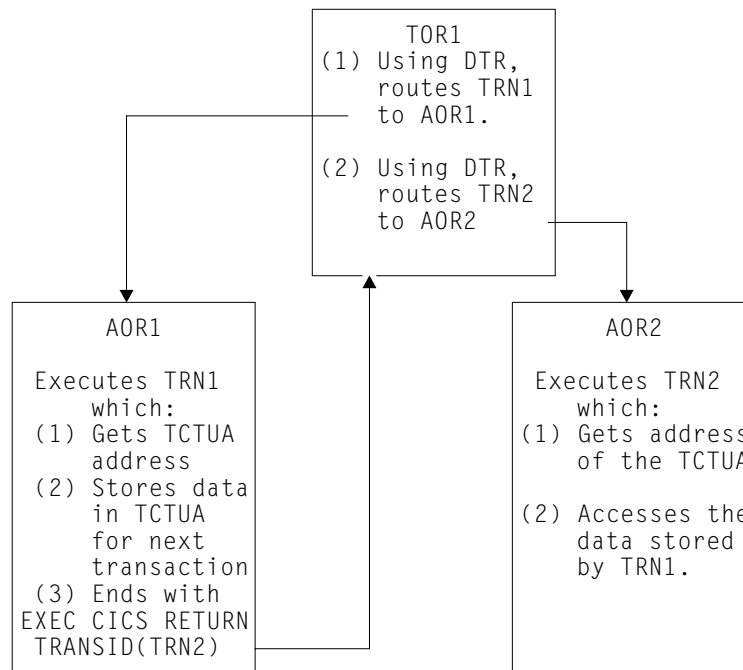 TOR1
(1) Using DTR,
routes TRN1
to AOR1.
(2) Using DTR,
routes TRN2
to AOR2
AOR1
Executes TRN1
which:
(1) Gets TCTUA
address
(2) Stores data
in TCTUA
for next
transaction
(3) Ends with
EXEC CICS RETURN
TRANSID(TRN2)
AOR2
Executes TRN2
which:
(1) Gets address
of the TCTUA
(2) Accesses the
data stored
by TRN1.